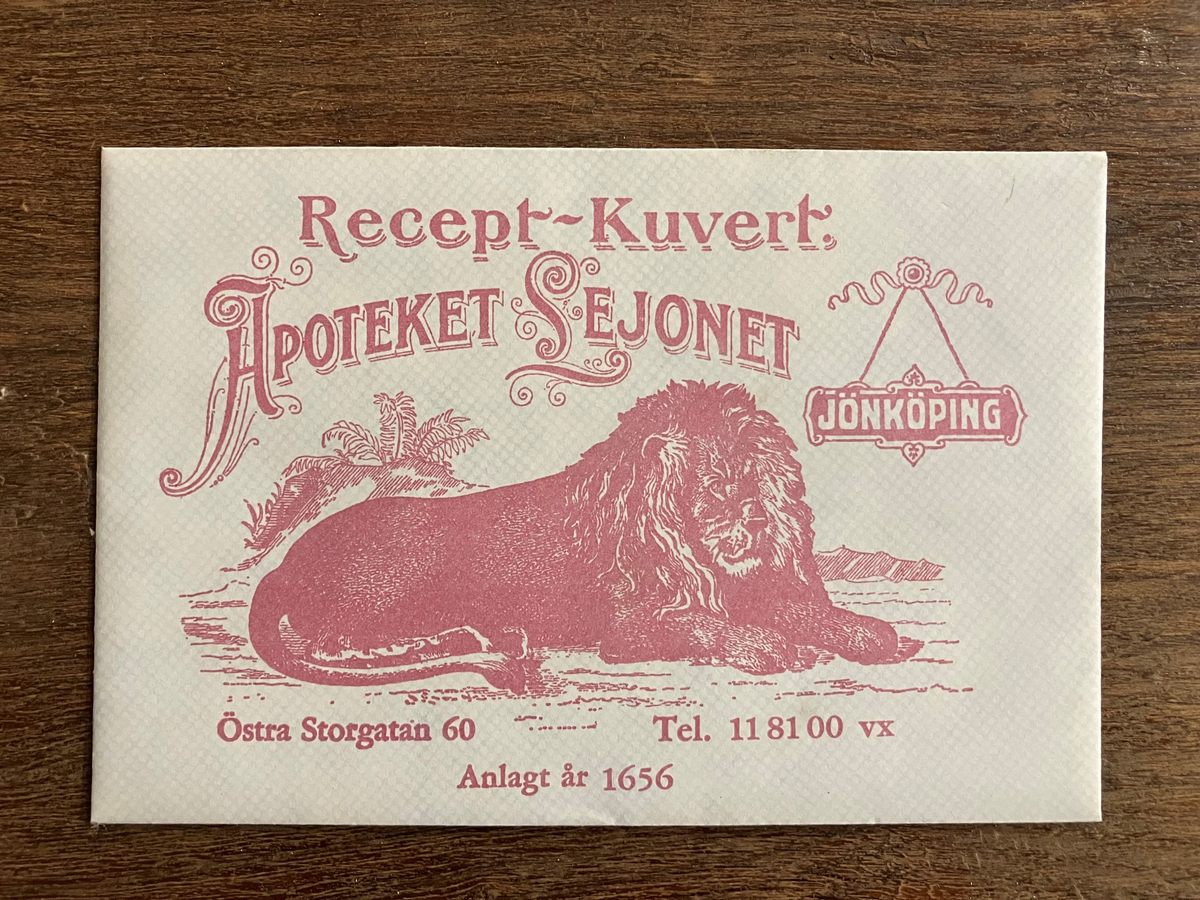 Recept-Kuvert.
APOTEKET LEJONET
JÖNKÖPING
Östra Storgatan 60
Tel. 11 81 00 vx
Anlagt år 1656